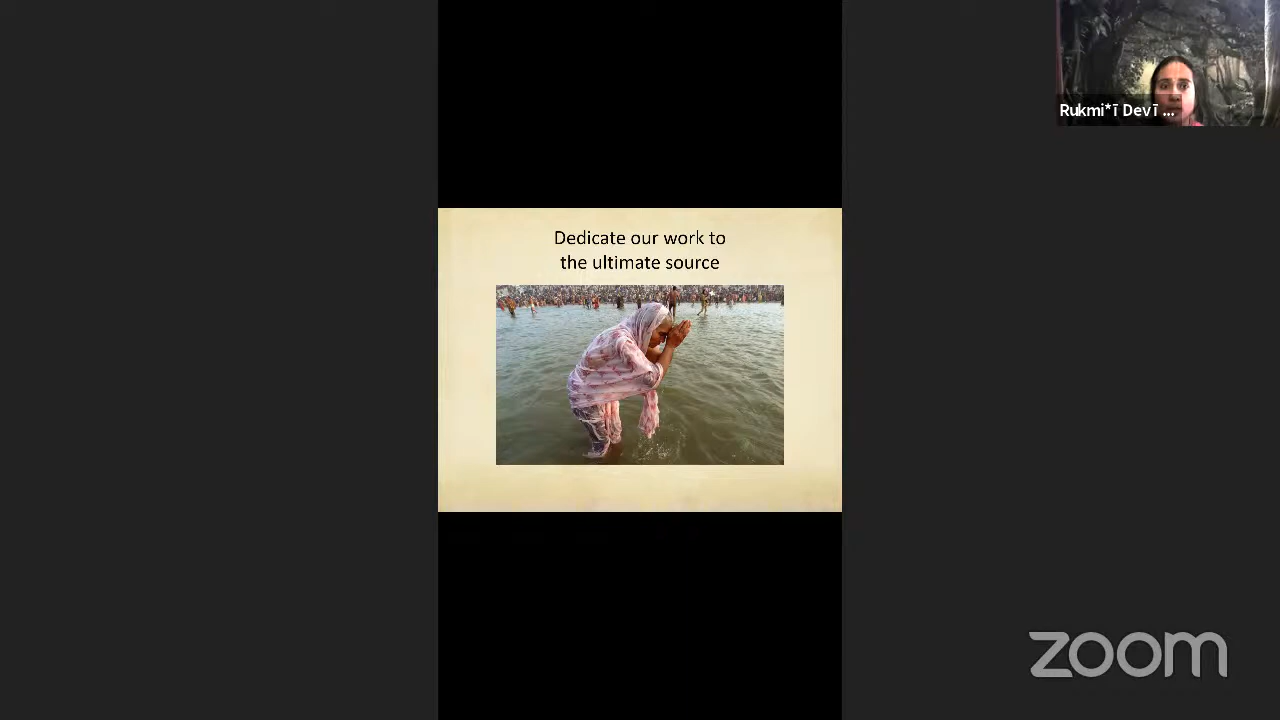 Rukmi*ī Devī ...
Dedicate our work to
the ultimate source
zoom